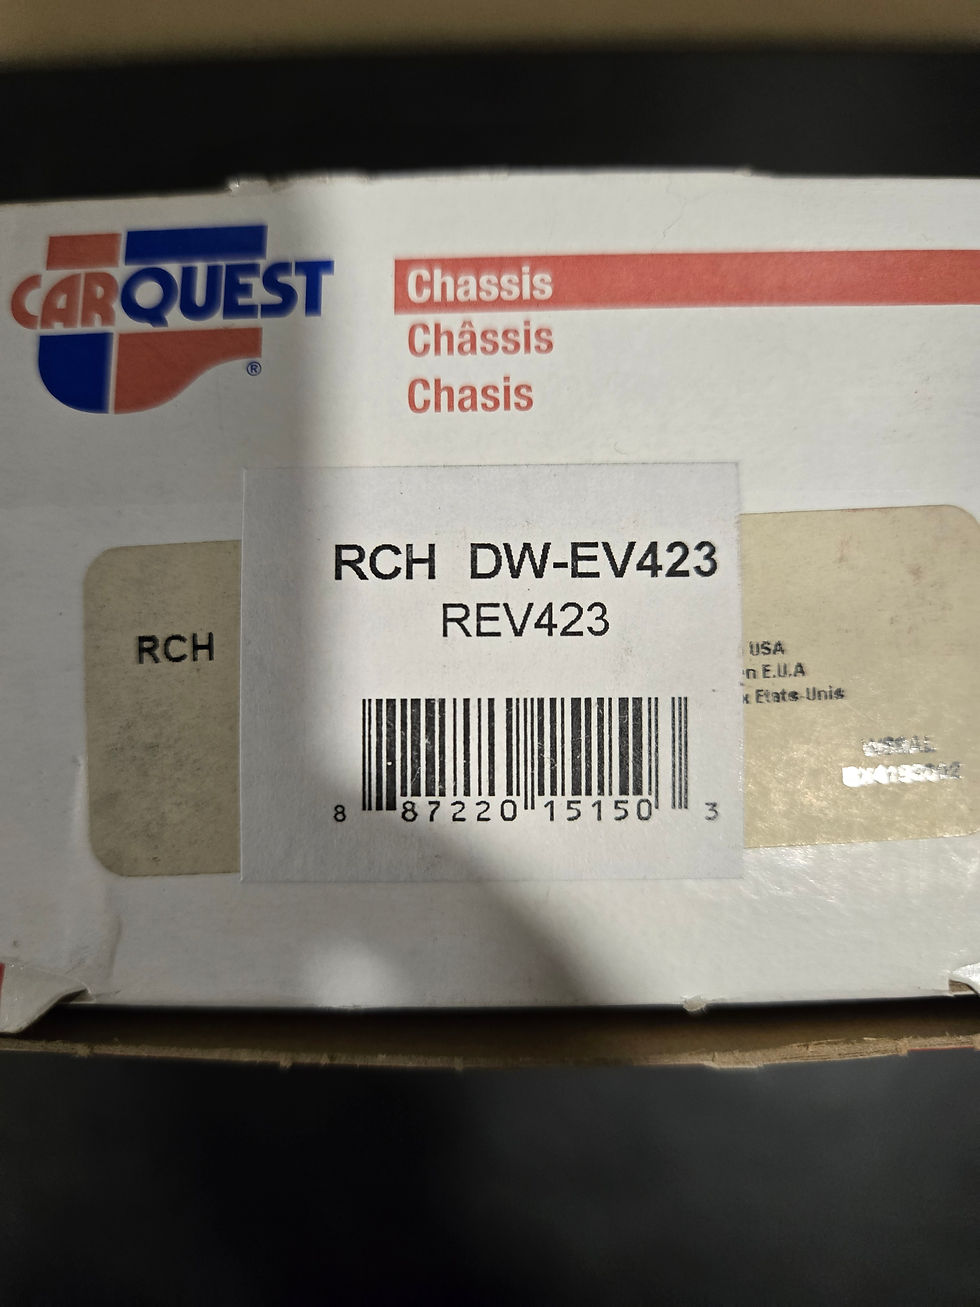 CARQUEST
®
Chassis
Châssis
Chasis
RCH DW-EV423
REV423
RCH
USA
n E.U.A
x Etats-Unis
8 87220 15150 3